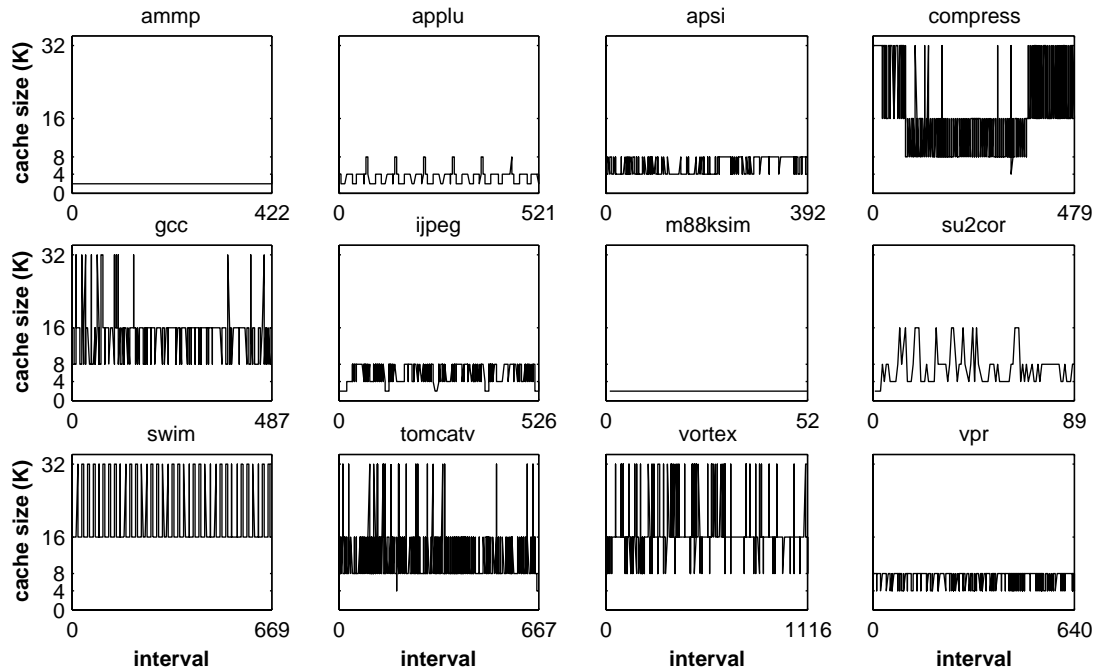 ammp applu apsi compress
cache size (K)
32
16
8
4
0
0 422 0 521 0 392 0 479
gcc ijpeg m88ksim su2cor
cache size (K)
32
16
8
4
0
0 487 0 526 0 52 0 89
swim tomcatv vortex vpr
cache size (K)
32
16
8
4
0
0 669 0 667 0 1116 0 640
interval interval interval interval